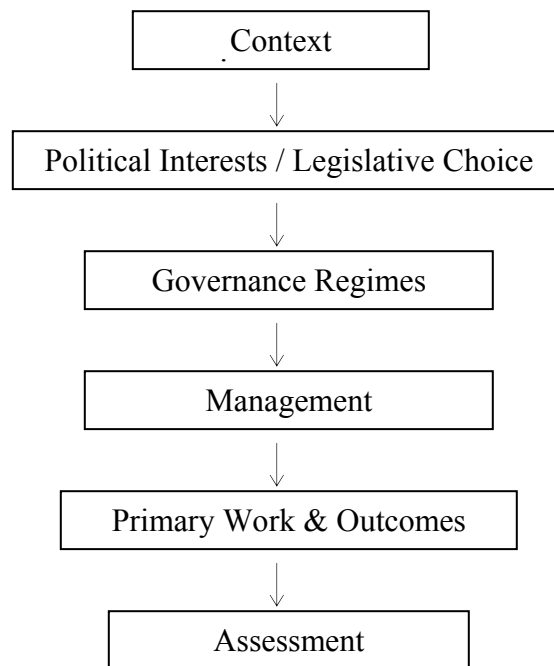 Context
Political Interests / Legislative Choice
Governance Regimes
Management
Primary Work & Outcomes
Assessment